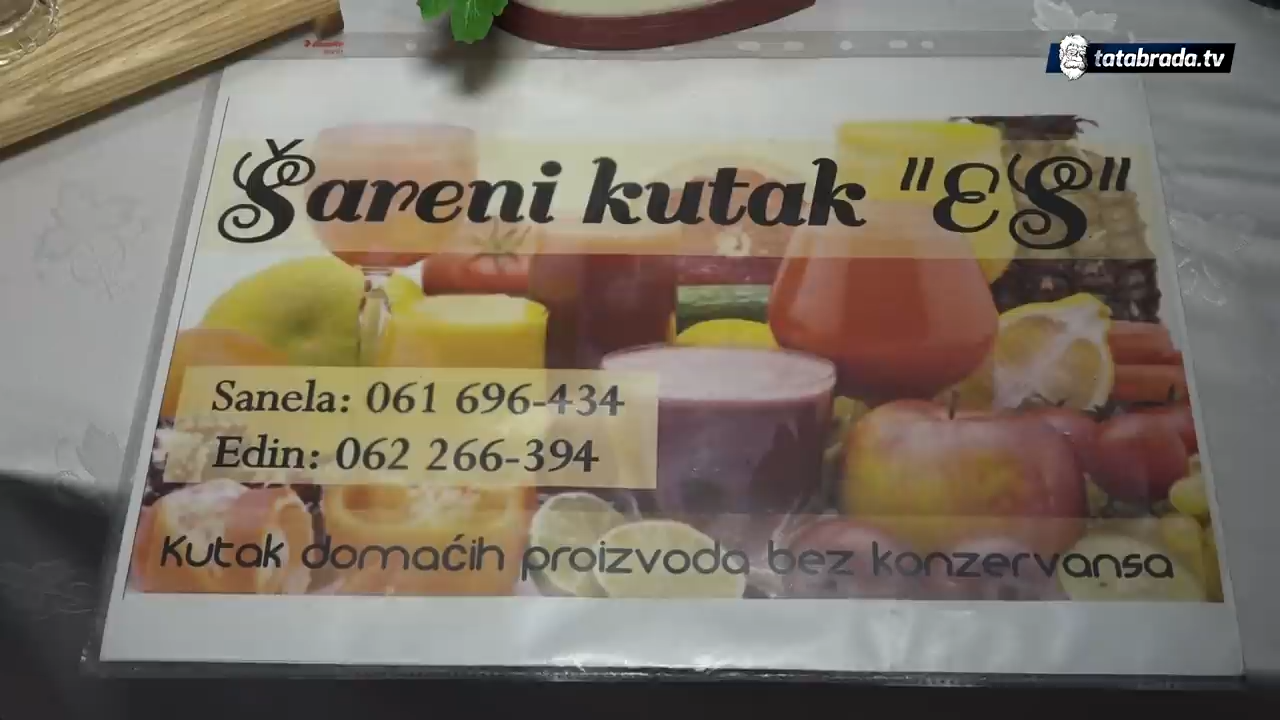 tatabrada.tv
Šareni kutak "ES"
Sanela: 061 696-434
Edin: 062 266-394
Kutak domaćih proizvoda bez konzervansa